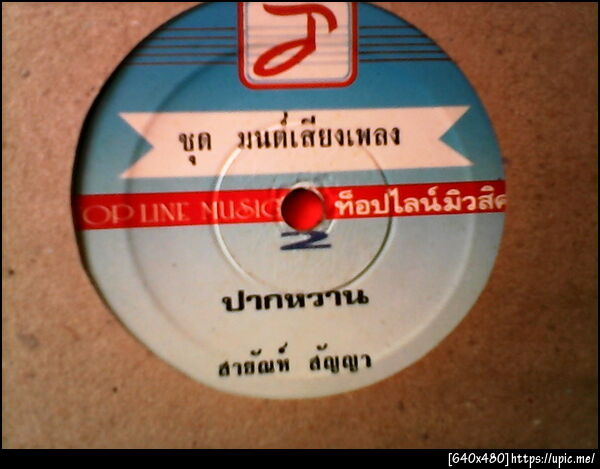 ชุด มนต์เสียงเพลง
OP LINE MUSIC ท็อปไลน์มิวสิค
ปากหวาน
สายัณห์ สัญญา
[640x480]https://upic.me/